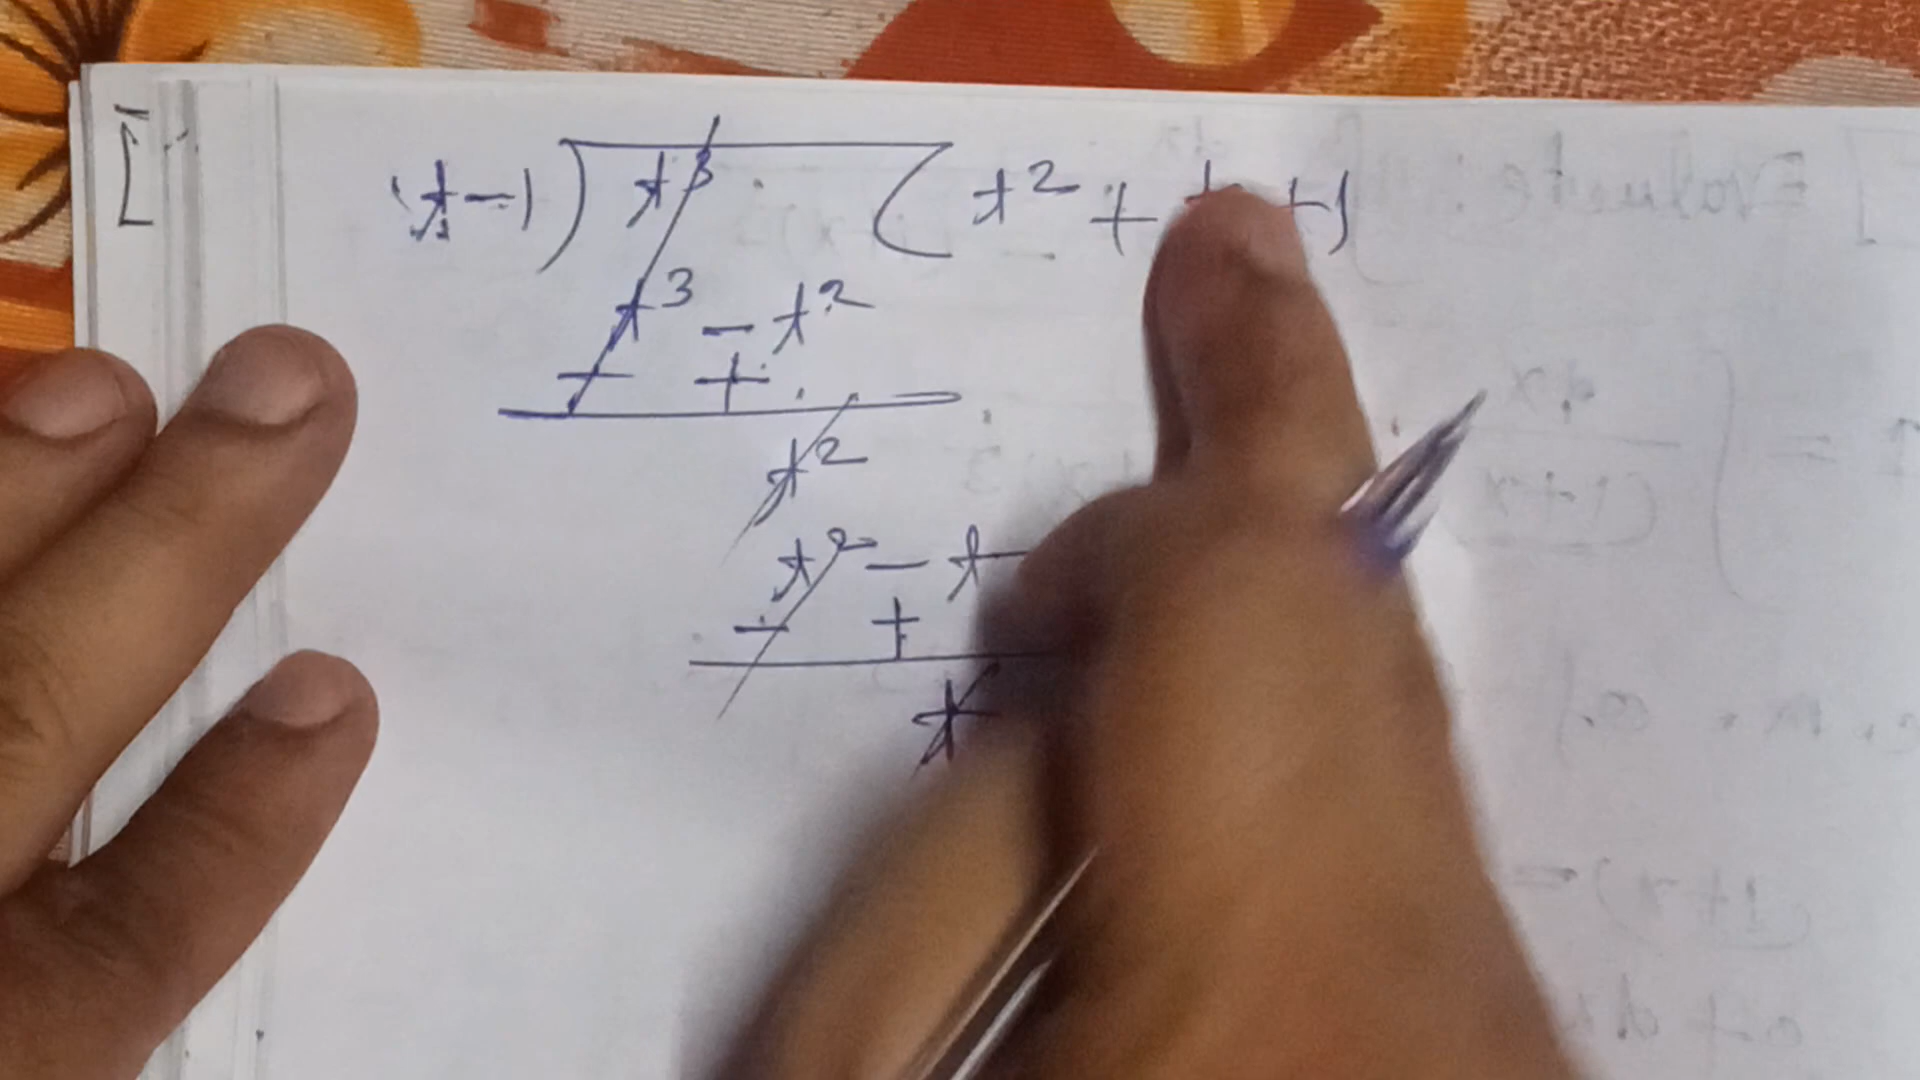 t-1) t³ ( t² + t +1
t³ - t²
- +
t²
t² - t
- +
t